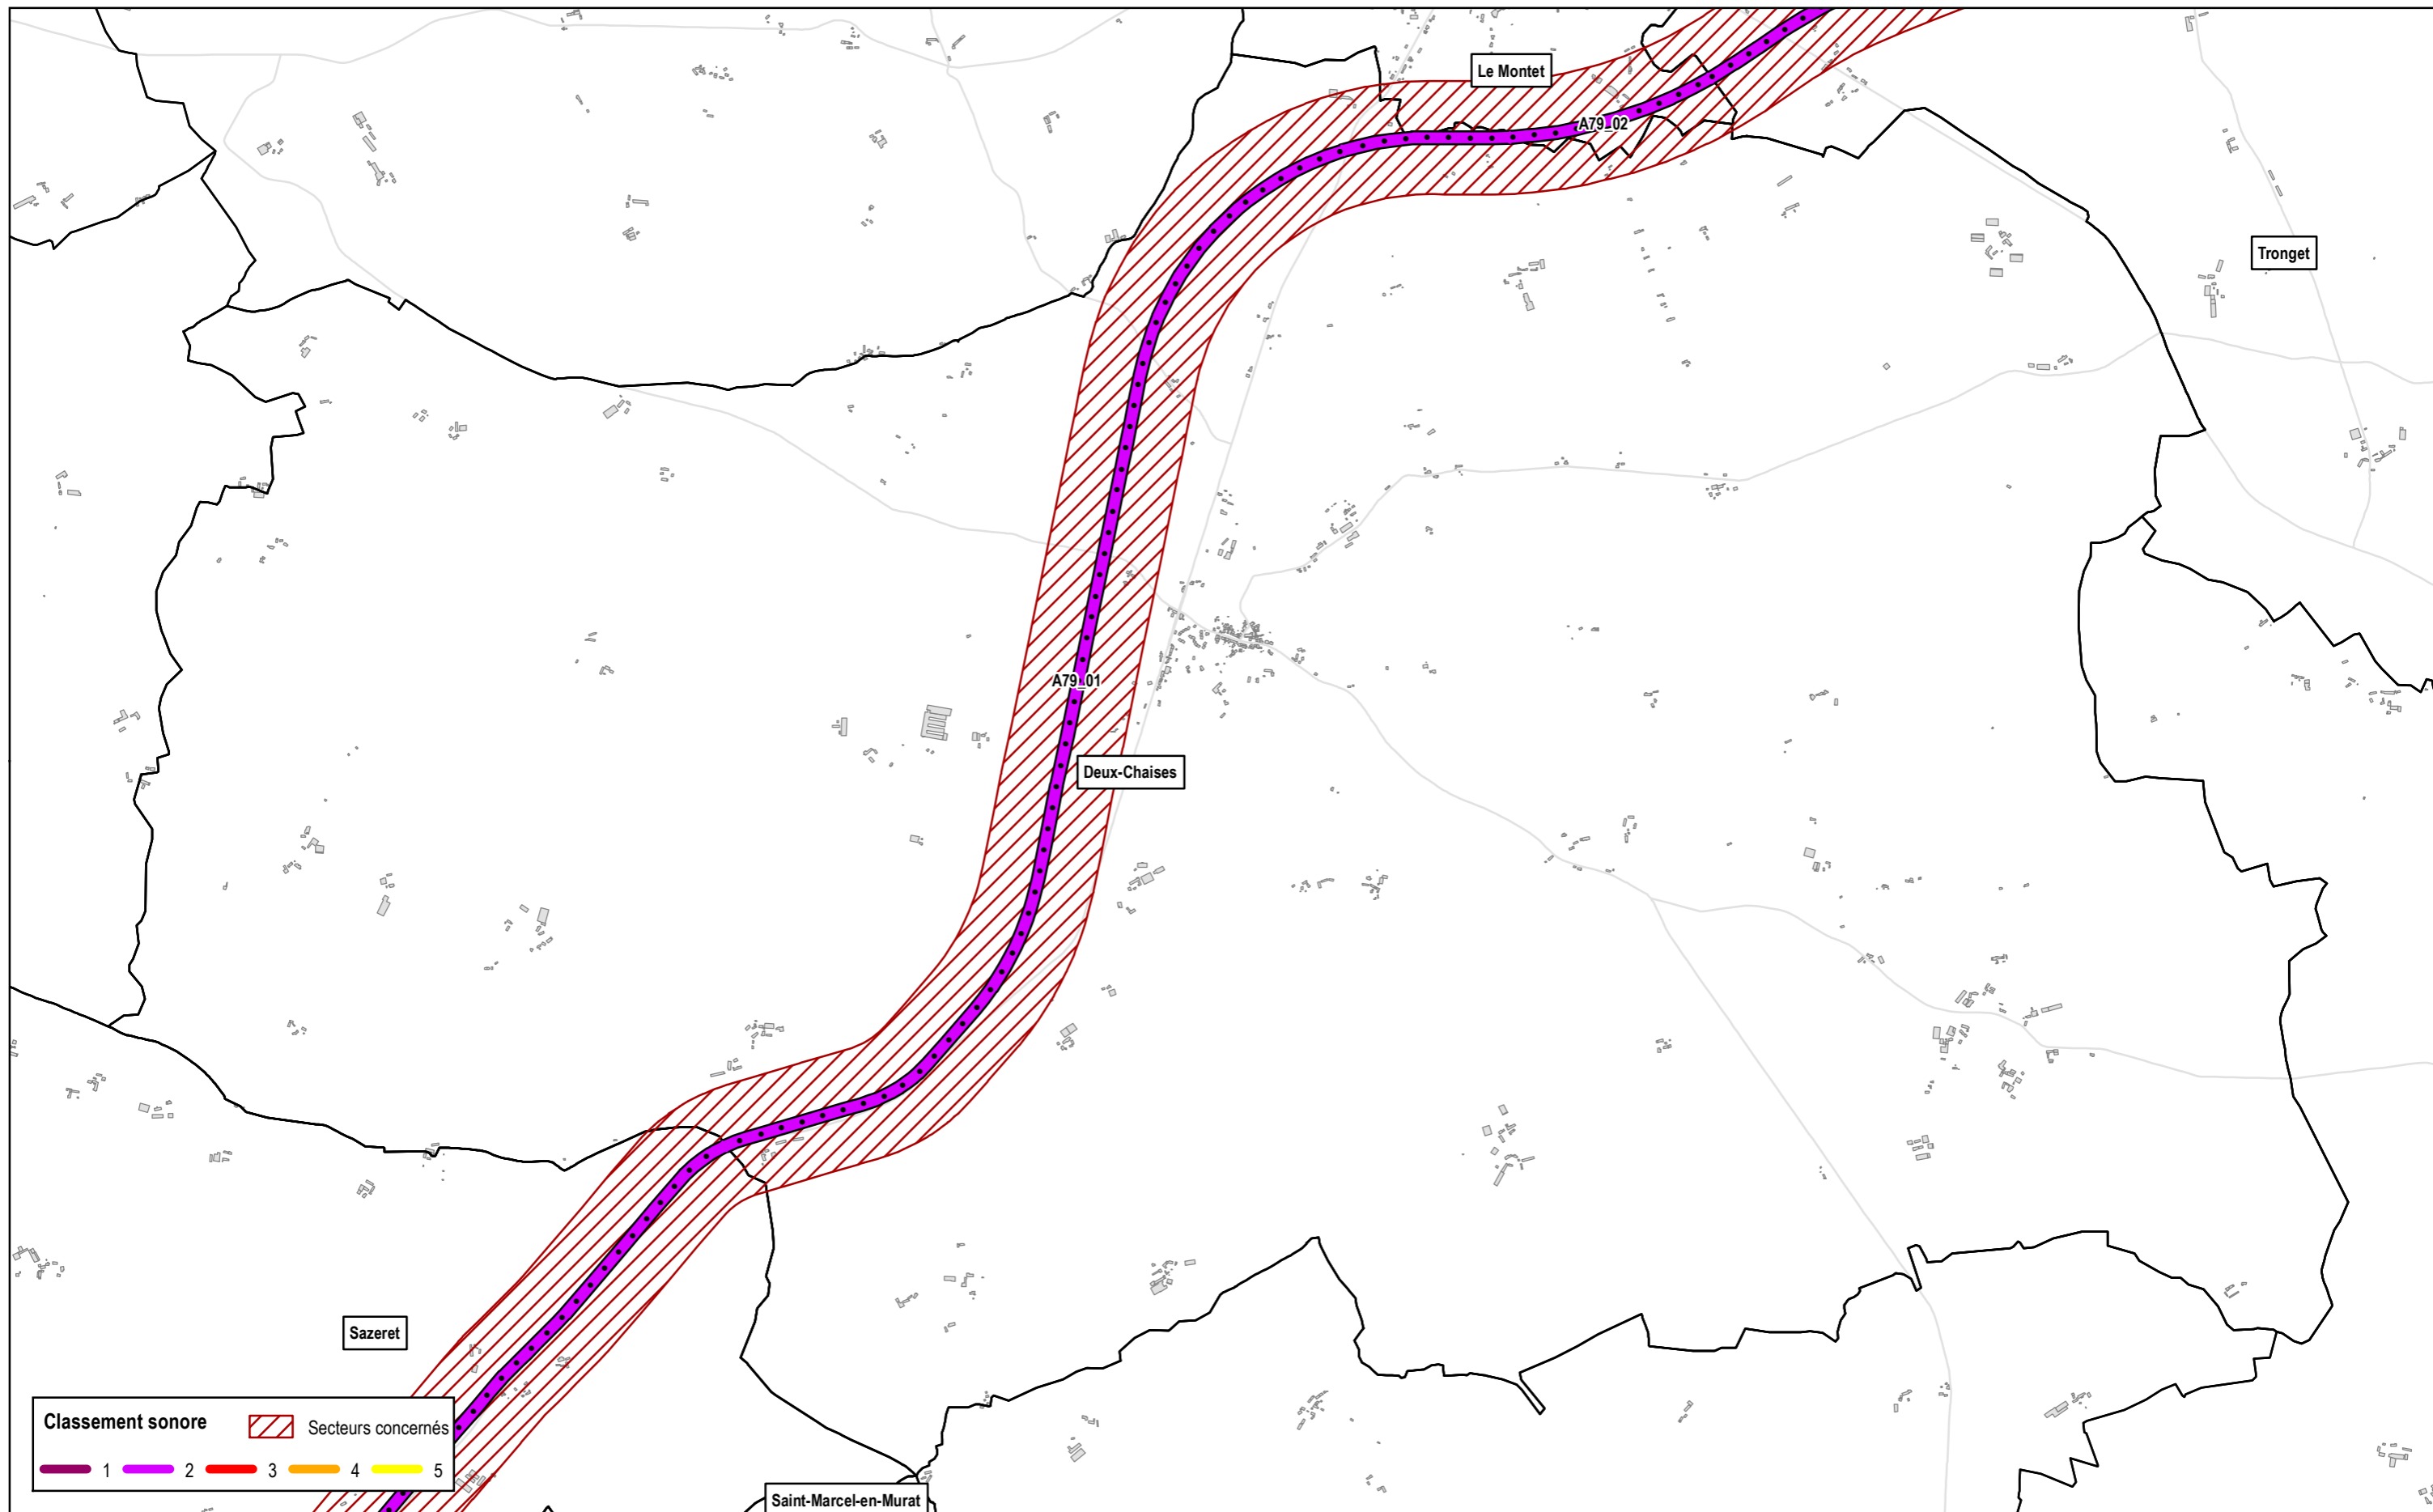 Le Montet
A79_02
Tronget
A79_01
Deux-Chaises
Sazeret
Classement sonore
Secteurs concernés
1 2 3 4 5
Saint-Marcel-en-Murat